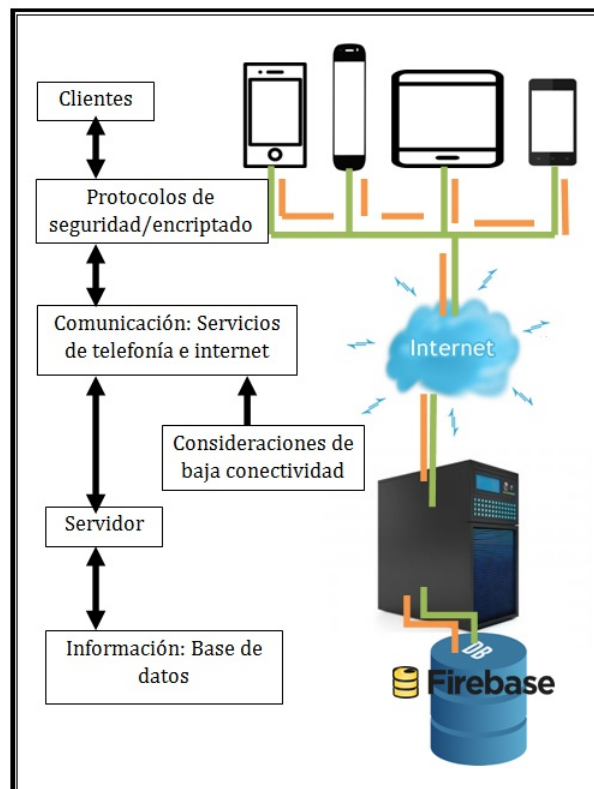 Clientes
Protocolos de
seguridad/encriptado
Comunicación: Servicios
de telefonía e internet
Internet
Consideraciones de
baja conectividad
Servidor
Información: Base de
datos
DB
Firebase